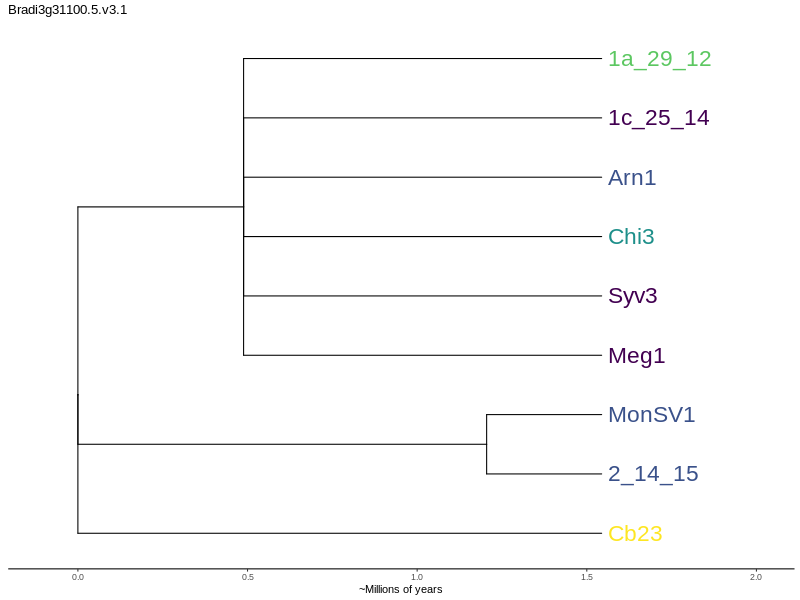 Bradi3g31100.5.v3.1
1a_29_12
1c_25_14
Arn1
Chi3
Syv3
Meg1
MonSV1
2_14_15
Cb23
0.0 0.5 1.0 1.5 2.0
~Millions of years